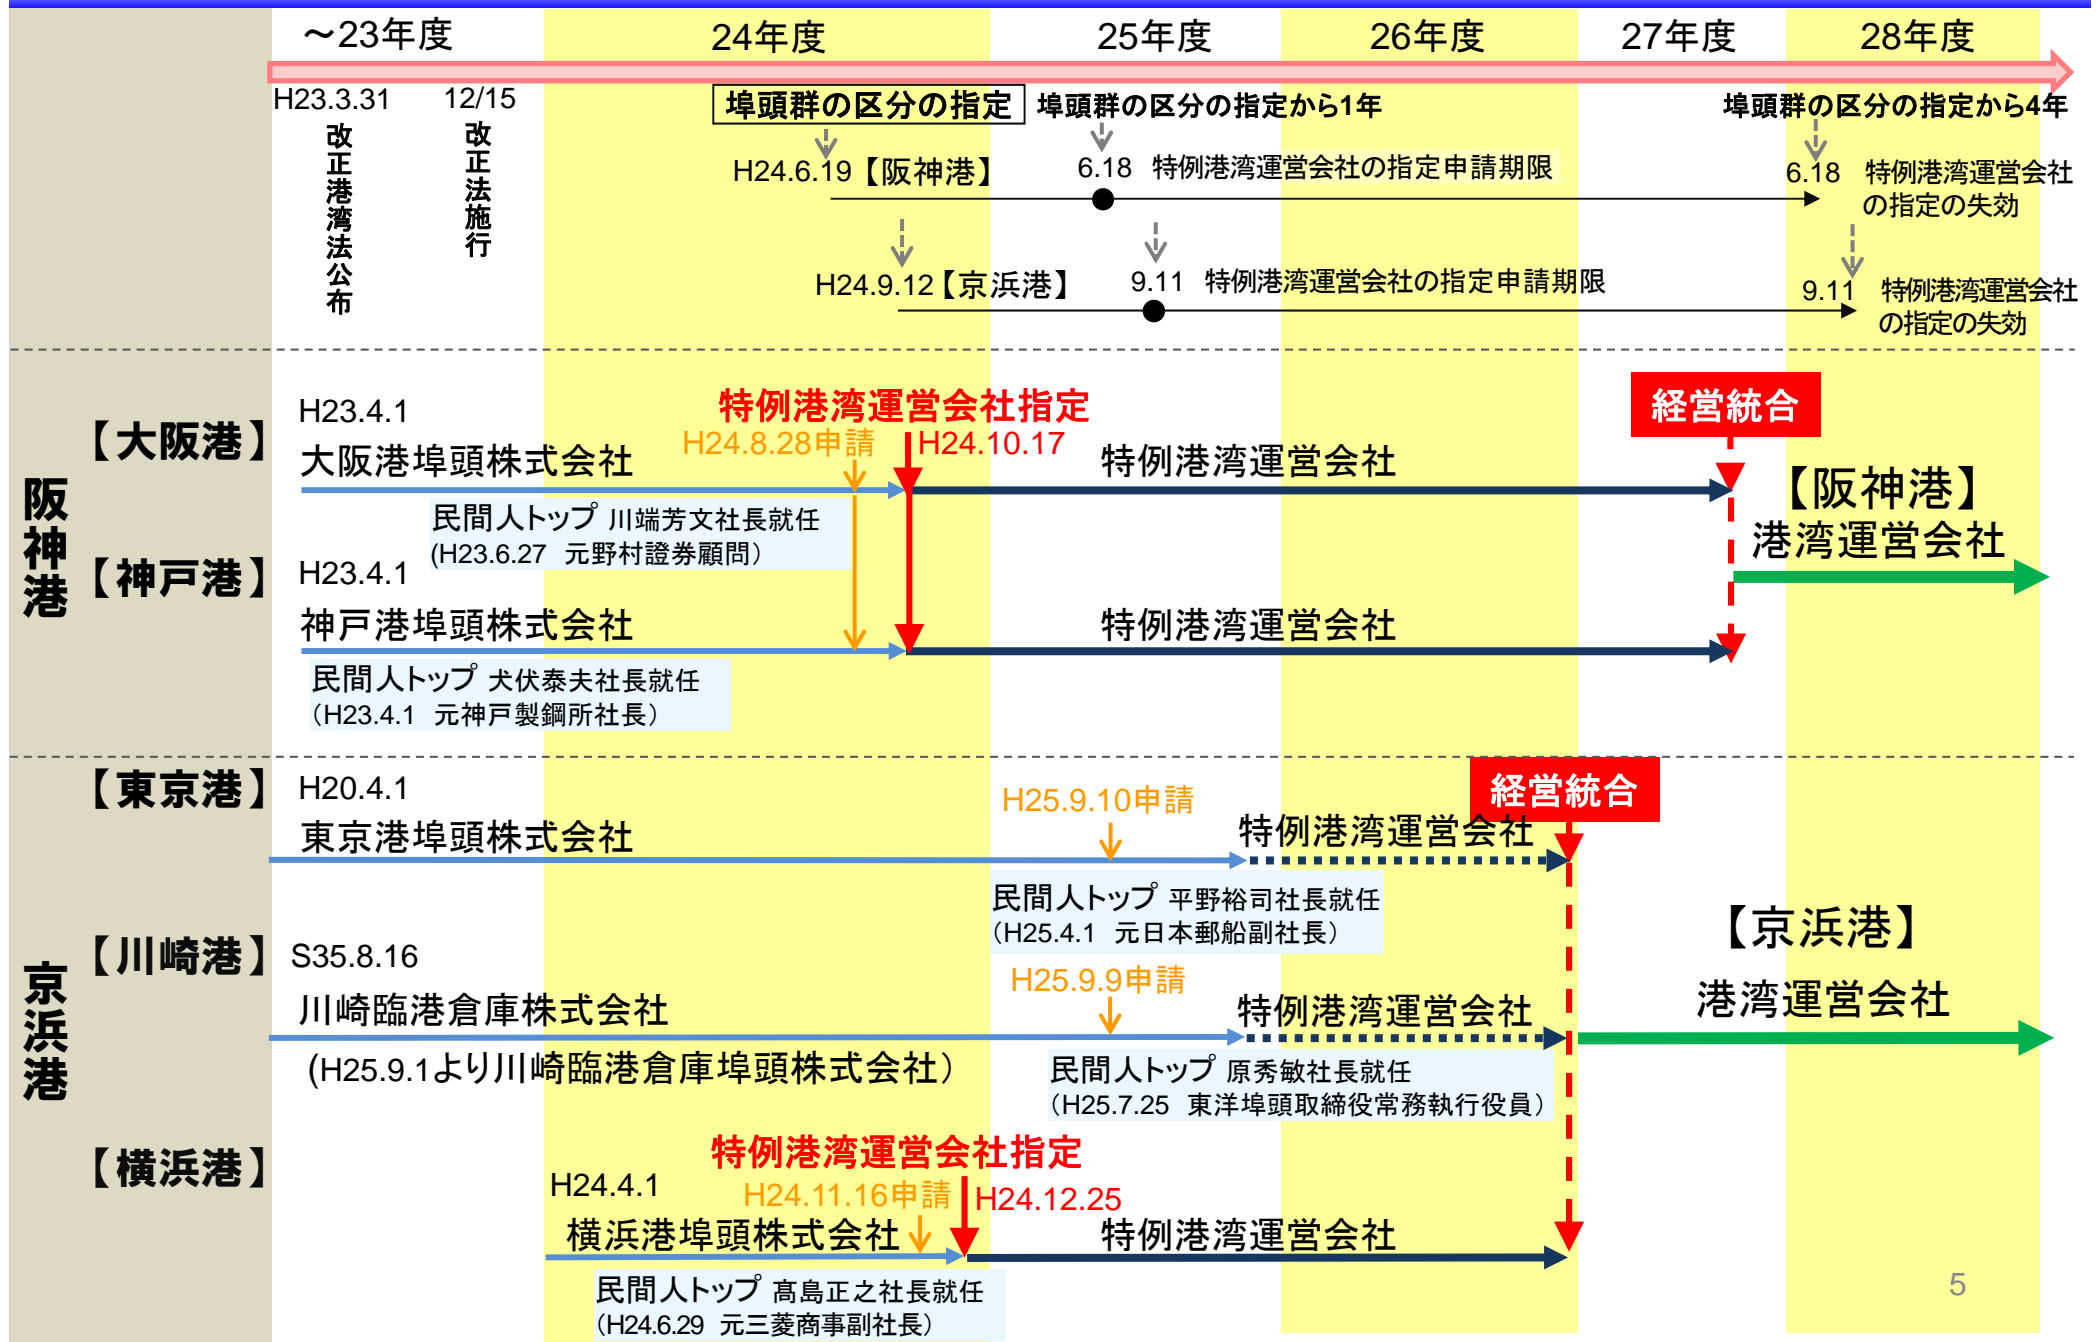 ～23年度
24年度
25年度
26年度
27年度
28年度
H23.3.31
改正港湾法公布
12/15
改正法施行
埠頭群の区分の指定
埠頭群の区分の指定から1年
埠頭群の区分の指定から4年
H24.6.19【阪神港】
6.18 特例港湾運営会社の指定申請期限
6.18 特例港湾運営会社
の指定の失効
H24.9.12【京浜港】
9.11 特例港湾運営会社の指定申請期限
9.11 特例港湾運営会社
の指定の失効
阪神港
【大阪港】
H23.4.1
大阪港埠頭株式会社
特例港湾運営会社指定
H24.8.28申請
H24.10.17
特例港湾運営会社
経営統合
民間人トップ 川端芳文社長就任
(H23.6.27 元野村證券顧問）
【阪神港】
港湾運営会社
【神戸港】
H23.4.1
神戸港埠頭株式会社
特例港湾運営会社
民間人トップ 犬伏泰夫社長就任
（H23.4.1 元神戸製鋼所社長）
京浜港
【東京港】
H20.4.1
東京港埠頭株式会社
H25.9.10申請
特例港湾運営会社
経営統合
民間人トップ 平野裕司社長就任
（H25.4.1 元日本郵船副社長）
【川崎港】
S35.8.16
川崎臨港倉庫株式会社
(H25.9.1より川崎臨港倉庫埠頭株式会社）
H25.9.9申請
特例港湾運営会社
民間人トップ 原秀敏社長就任
（H25.7.25 東洋埠頭取締役常務執行役員）
【京浜港】
港湾運営会社
【横浜港】
特例港湾運営会社指定
H24.4.1
H24.11.16申請
H24.12.25
横浜港埠頭株式会社
特例港湾運営会社
民間人トップ 髙島正之社長就任
（H24.6.29 元三菱商事副社長）
5